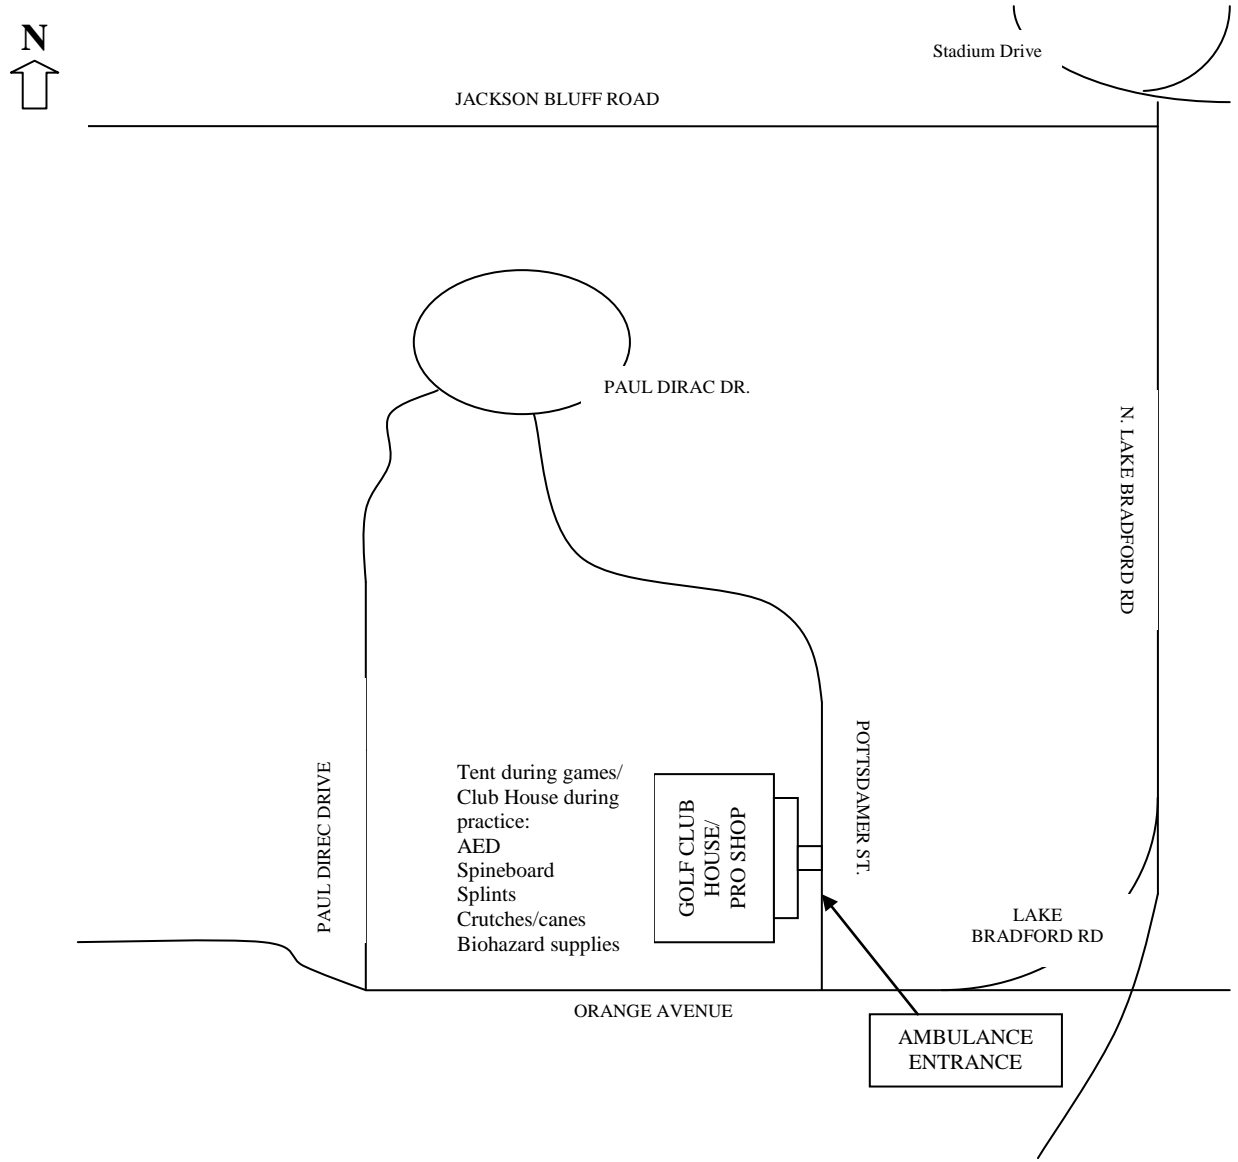 N
Stadium Drive
JACKSON BLUFF ROAD
PAUL DIRAC DR.
N. LAKE BRADFORD RD
PAUL DIREC DRIVE
Tent during games/
Club House during
practice:
AED
Spineboard
Splints
Crutches/canes
Biohazard supplies
GOLF CLUB
HOUSE/
PRO SHOP
POTTSDAMER ST.
LAKE
BRADFORD RD
ORANGE AVENUE
AMBULANCE
ENTRANCE